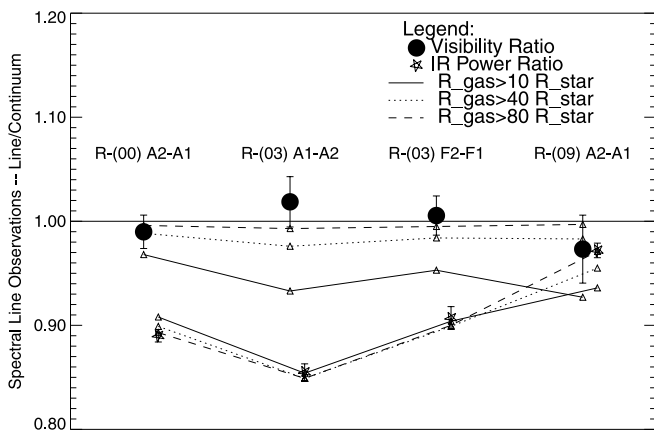 1.20
1.10
1.00
0.90
0.80
Spectral Line Observations -- Line/Continuum
Legend:
Visibility Ratio
IR Power Ratio
R_gas>10 R_star
R_gas>40 R_star
R_gas>80 R_star
R-(00) A2-A1
R-(03) A1-A2
R-(03) F2-F1
R-(09) A2-A1